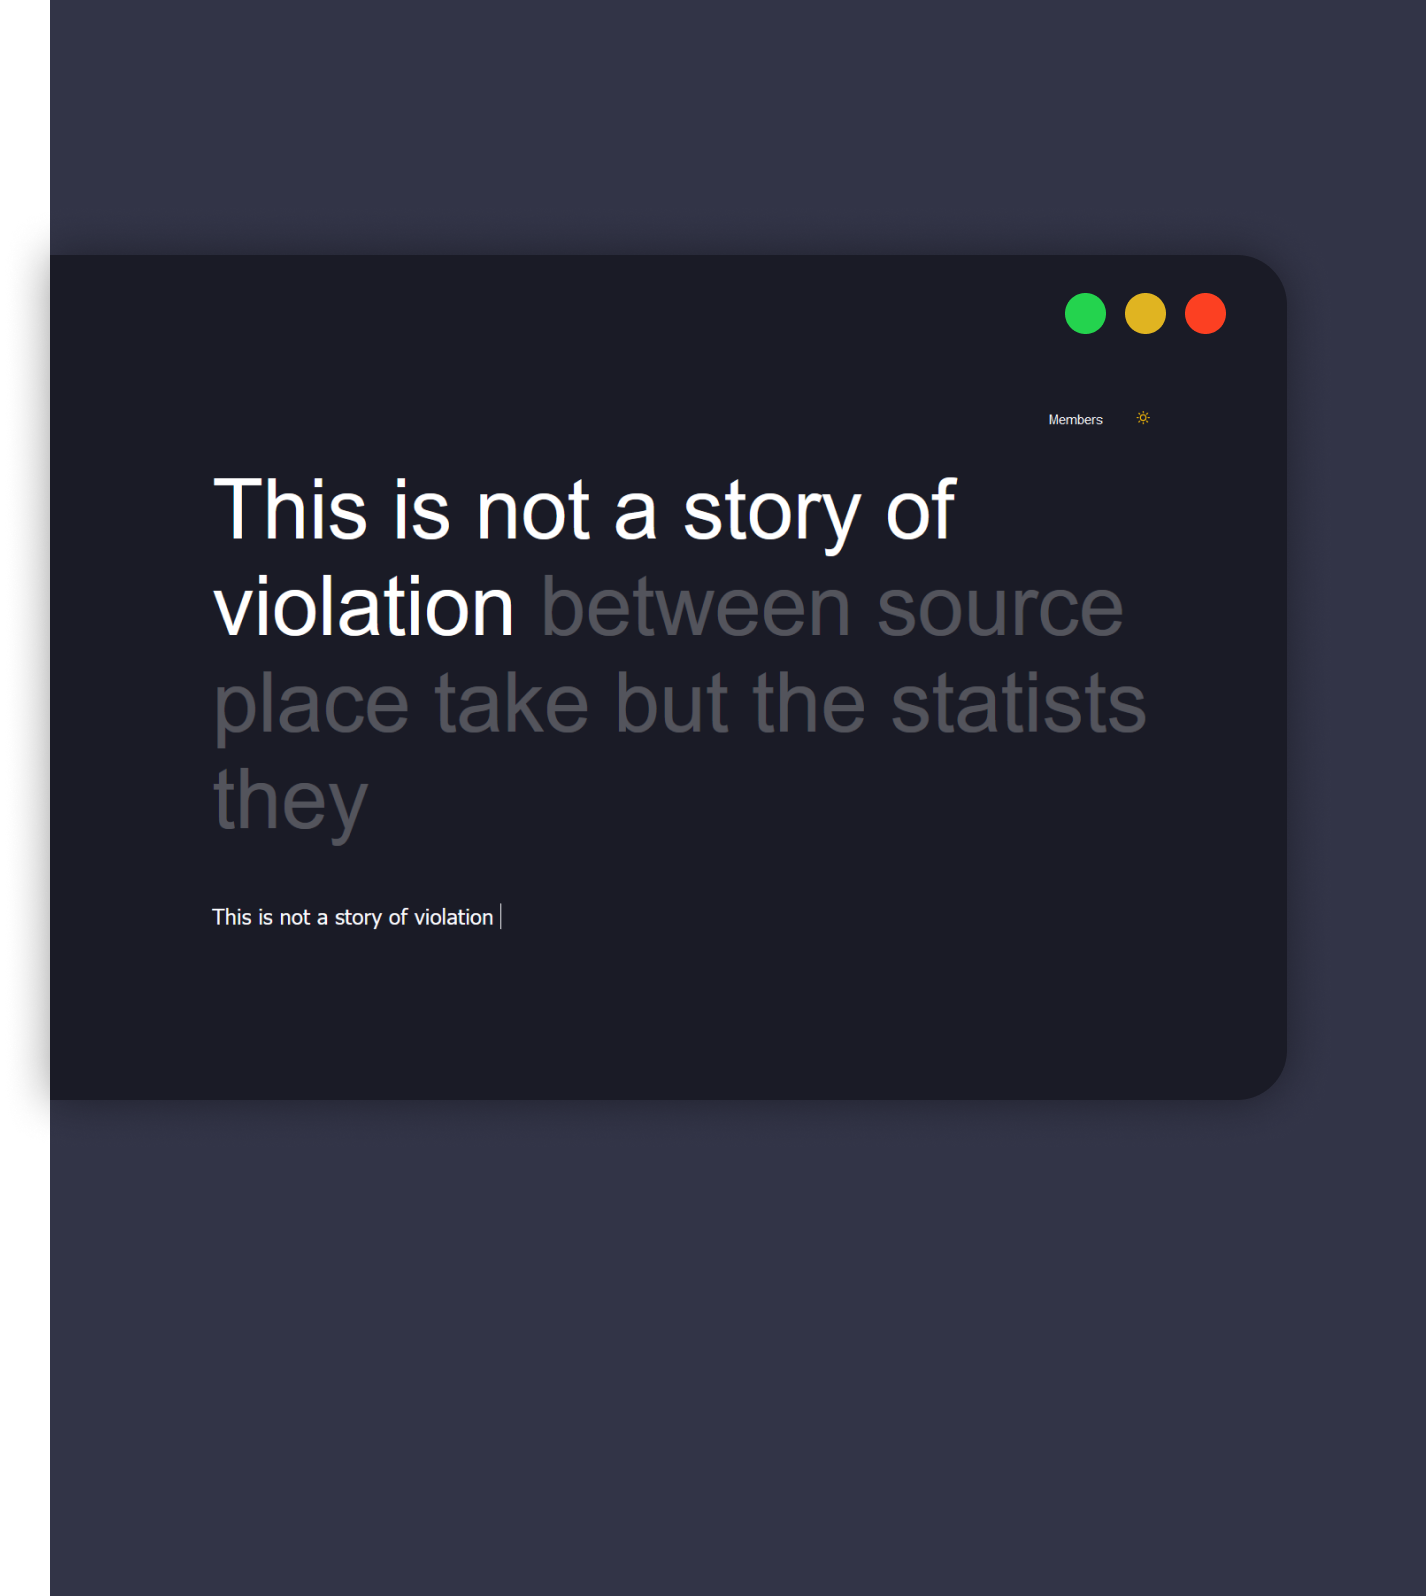 Members
This is not a story of
violation between source
place take but the statists
they
This is not a story of violation